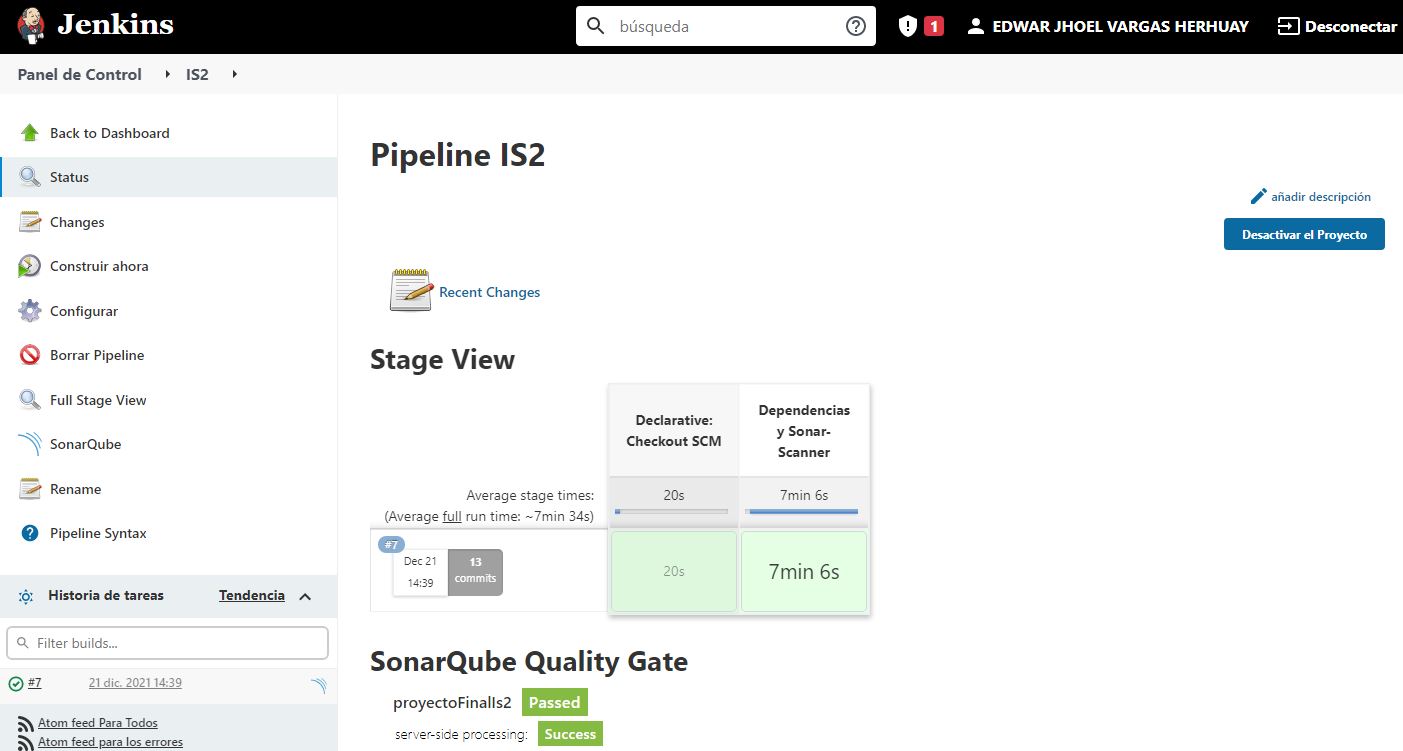 Jenkins
búsqueda
1
EDWAR JHOEL VARGAS HERHUAY
Desconectar
Panel de Control
IS2
Back to Dashboard
Status
Changes
Construir ahora
Configurar
Borrar Pipeline
Full Stage View
SonarQube
Rename
Pipeline Syntax
Historia de tareas
Tendencia
Filter builds...
#7
21 dic. 2021 14:39
Atom feed Para Todos
Atom feed para los errores
Pipeline IS2
añadir descripción
Desactivar el Proyecto
Recent Changes
Stage View
Declarative:
Checkout SCM
Dependencias
y Sonar-
Scanner
Average stage times:
(Average full run time: ~7min 34s)
20s
7min 6s
#7
Dec 21
14:39
13
commits
20s
7min 6s
SonarQube Quality Gate
proyectoFinalIs2
Passed
server-side processing:
Success